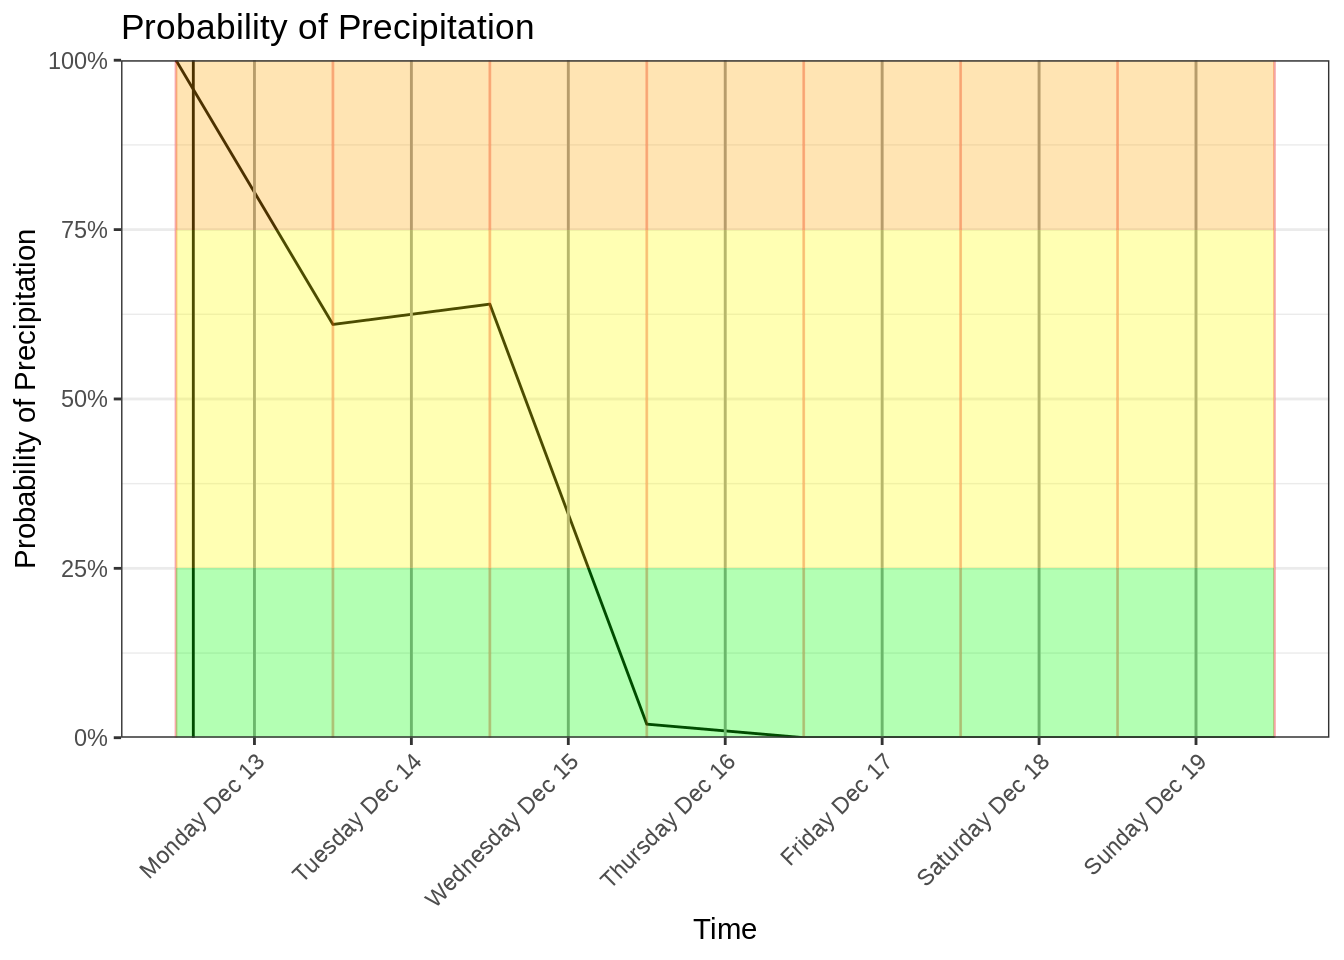 Probability of Precipitation
Probability of Precipitation
100%
75%
50%
25%
0%
Monday Dec 13
Tuesday Dec 14
Wednesday Dec 15
Thursday Dec 16
Friday Dec 17
Saturday Dec 18
Sunday Dec 19
Time